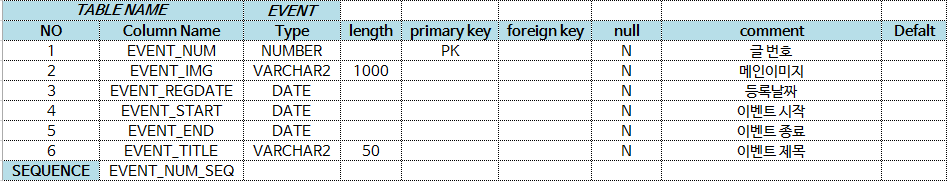 TABLE NAME EVENT
NO Column Name Type length primary key foreign key null comment Defalt
1 EVENT_NUM NUMBER PK N 글 번호
2 EVENT_IMG VARCHAR2 1000 N 메인이미지
3 EVENT_REGDATE DATE N 등록날짜
4 EVENT_START DATE N 이벤트 시작
5 EVENT_END DATE N 이벤트 종료
6 EVENT_TITLE VARCHAR2 50 N 이벤트 제목
SEQUENCE EVENT_NUM_SEQ